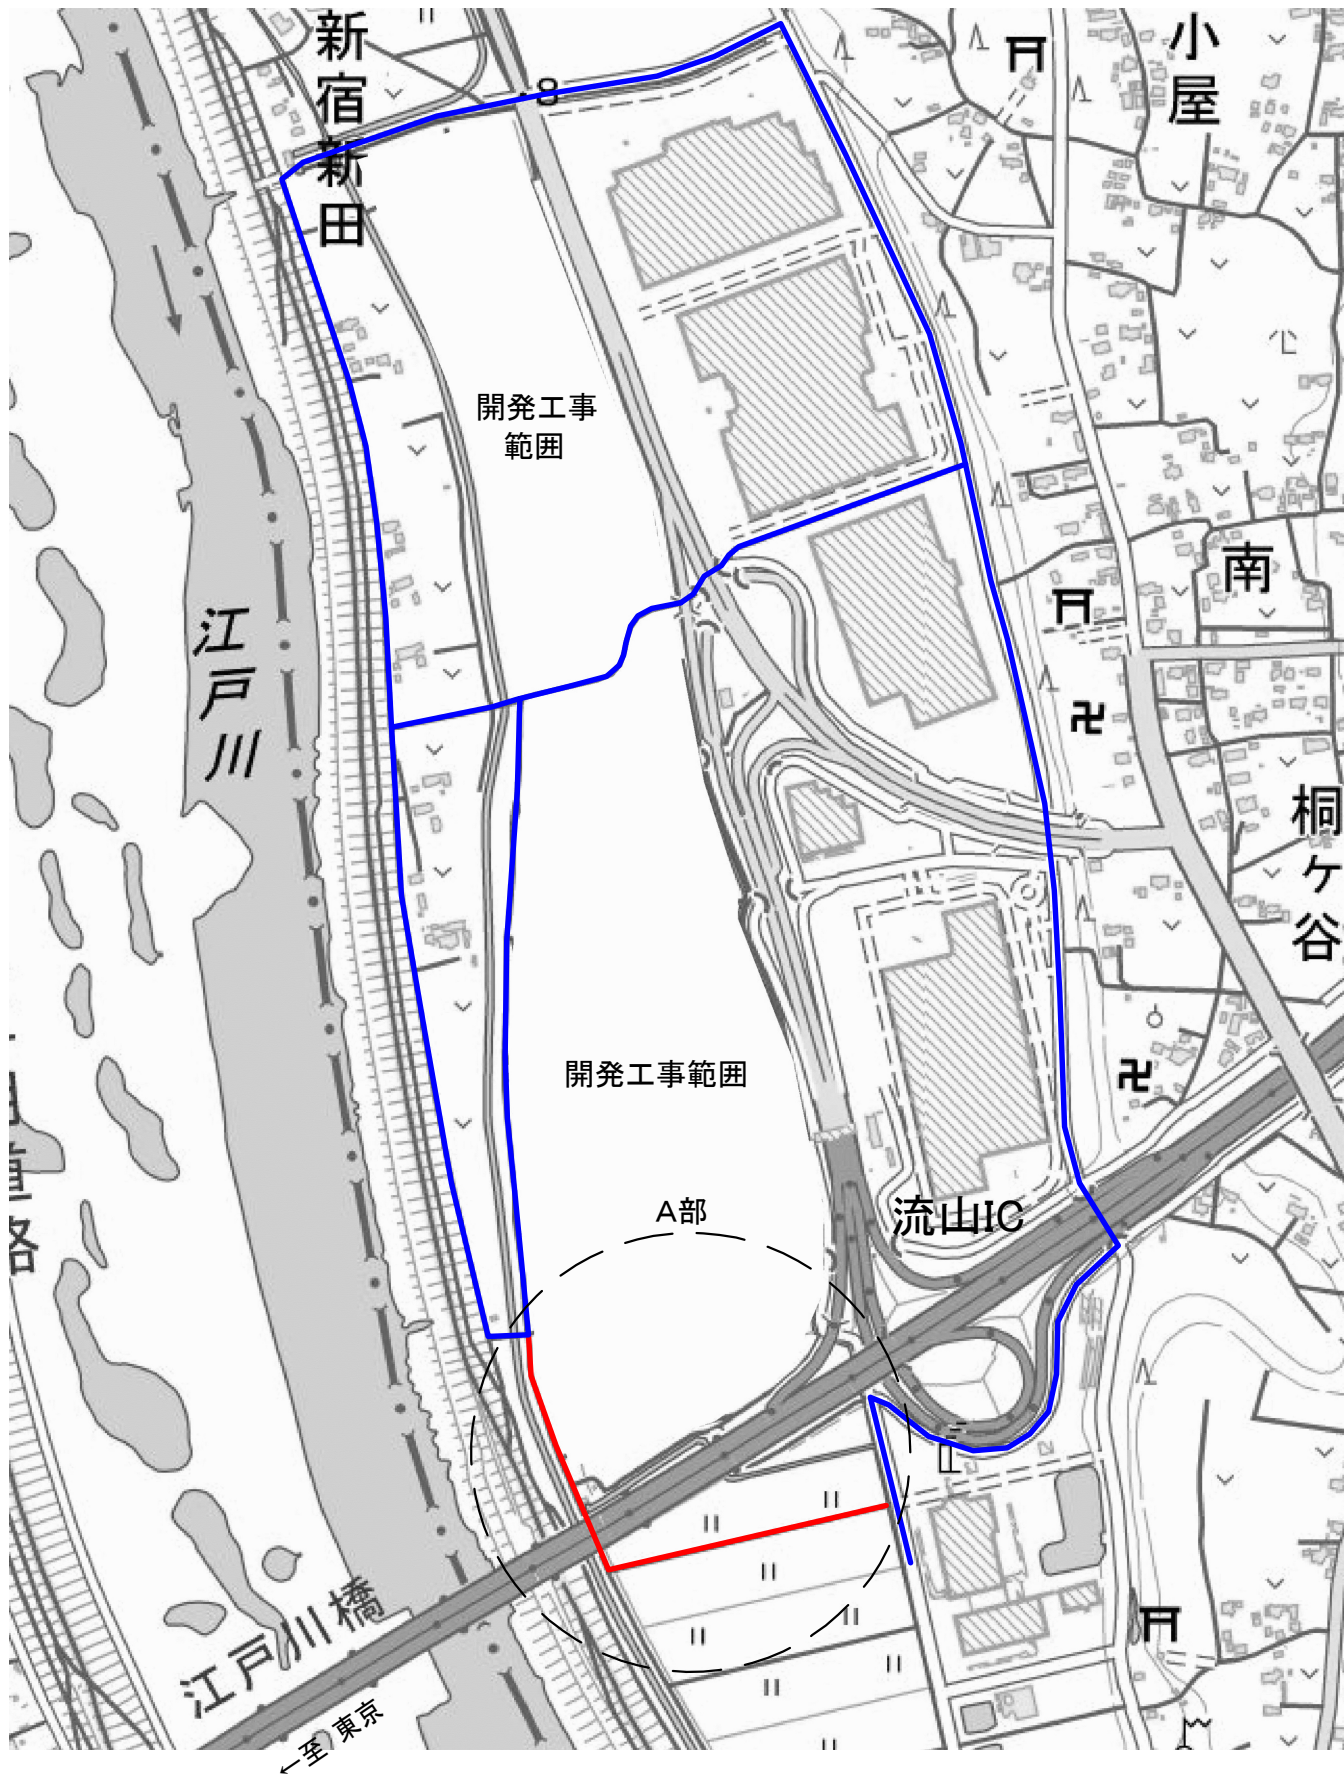 新宿新田
8
小屋
開発工事
範囲
南
江戸川
桐ケ谷
開発工事範囲
A部
流山IC
江戸川橋
←至 東京